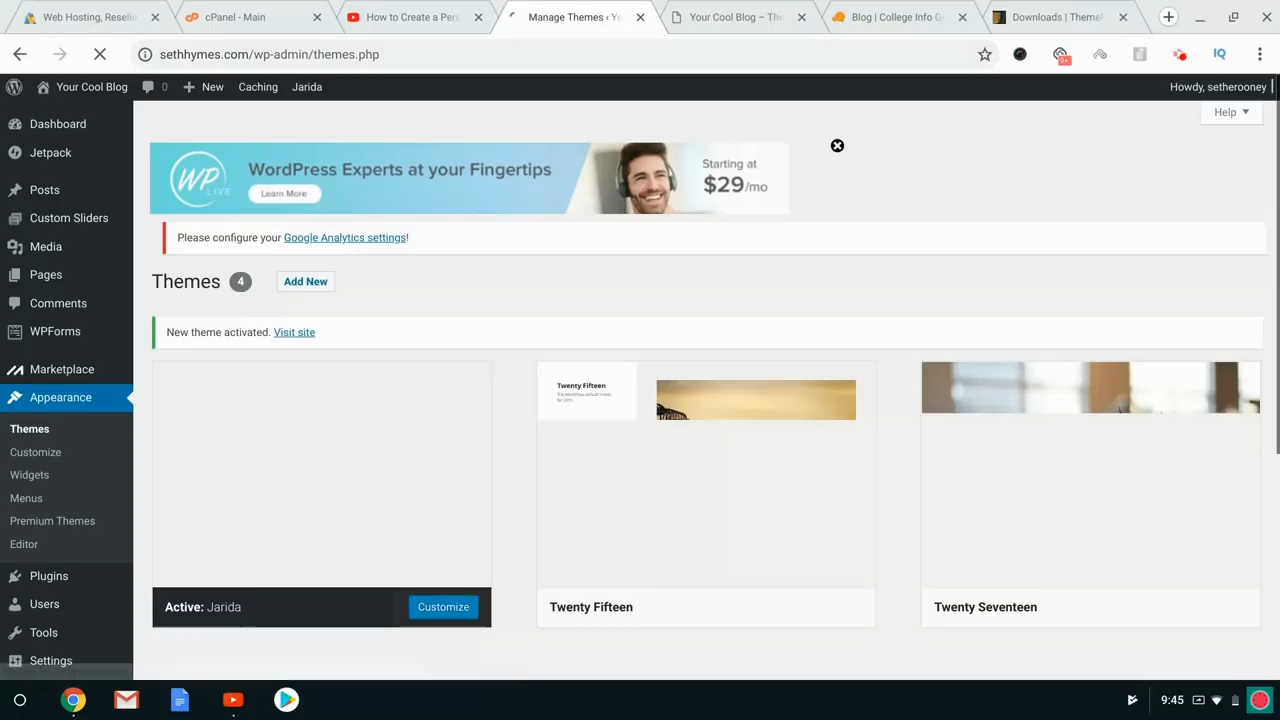 Web Hosting, Reselle
cPanel - Main
How to Create a Pers
Manage Themes ‹ Yo
Your Cool Blog – The
Blog | College Info G
Downloads | ThemeF
sethhymes.com/wp-admin/themes.php
9+
IQ
Your Cool Blog
0
New
Caching
Jarida
Howdy, setherooney
Help
Dashboard
Jetpack
Posts
Custom Sliders
Media
Pages
Comments
WPForms
Marketplace
Appearance
Themes
Customize
Widgets
Menus
Premium Themes
Editor
Plugins
Users
Tools
Settings
WP
LIVE
WordPress Experts at your Fingertips
Learn More
Starting at
$29/mo
Please configure your Google Analytics settings!
Themes 4 Add New
New theme activated. Visit site
Twenty Fifteen
Active: Jarida
Customize
Twenty Fifteen
Twenty Seventeen
9:45